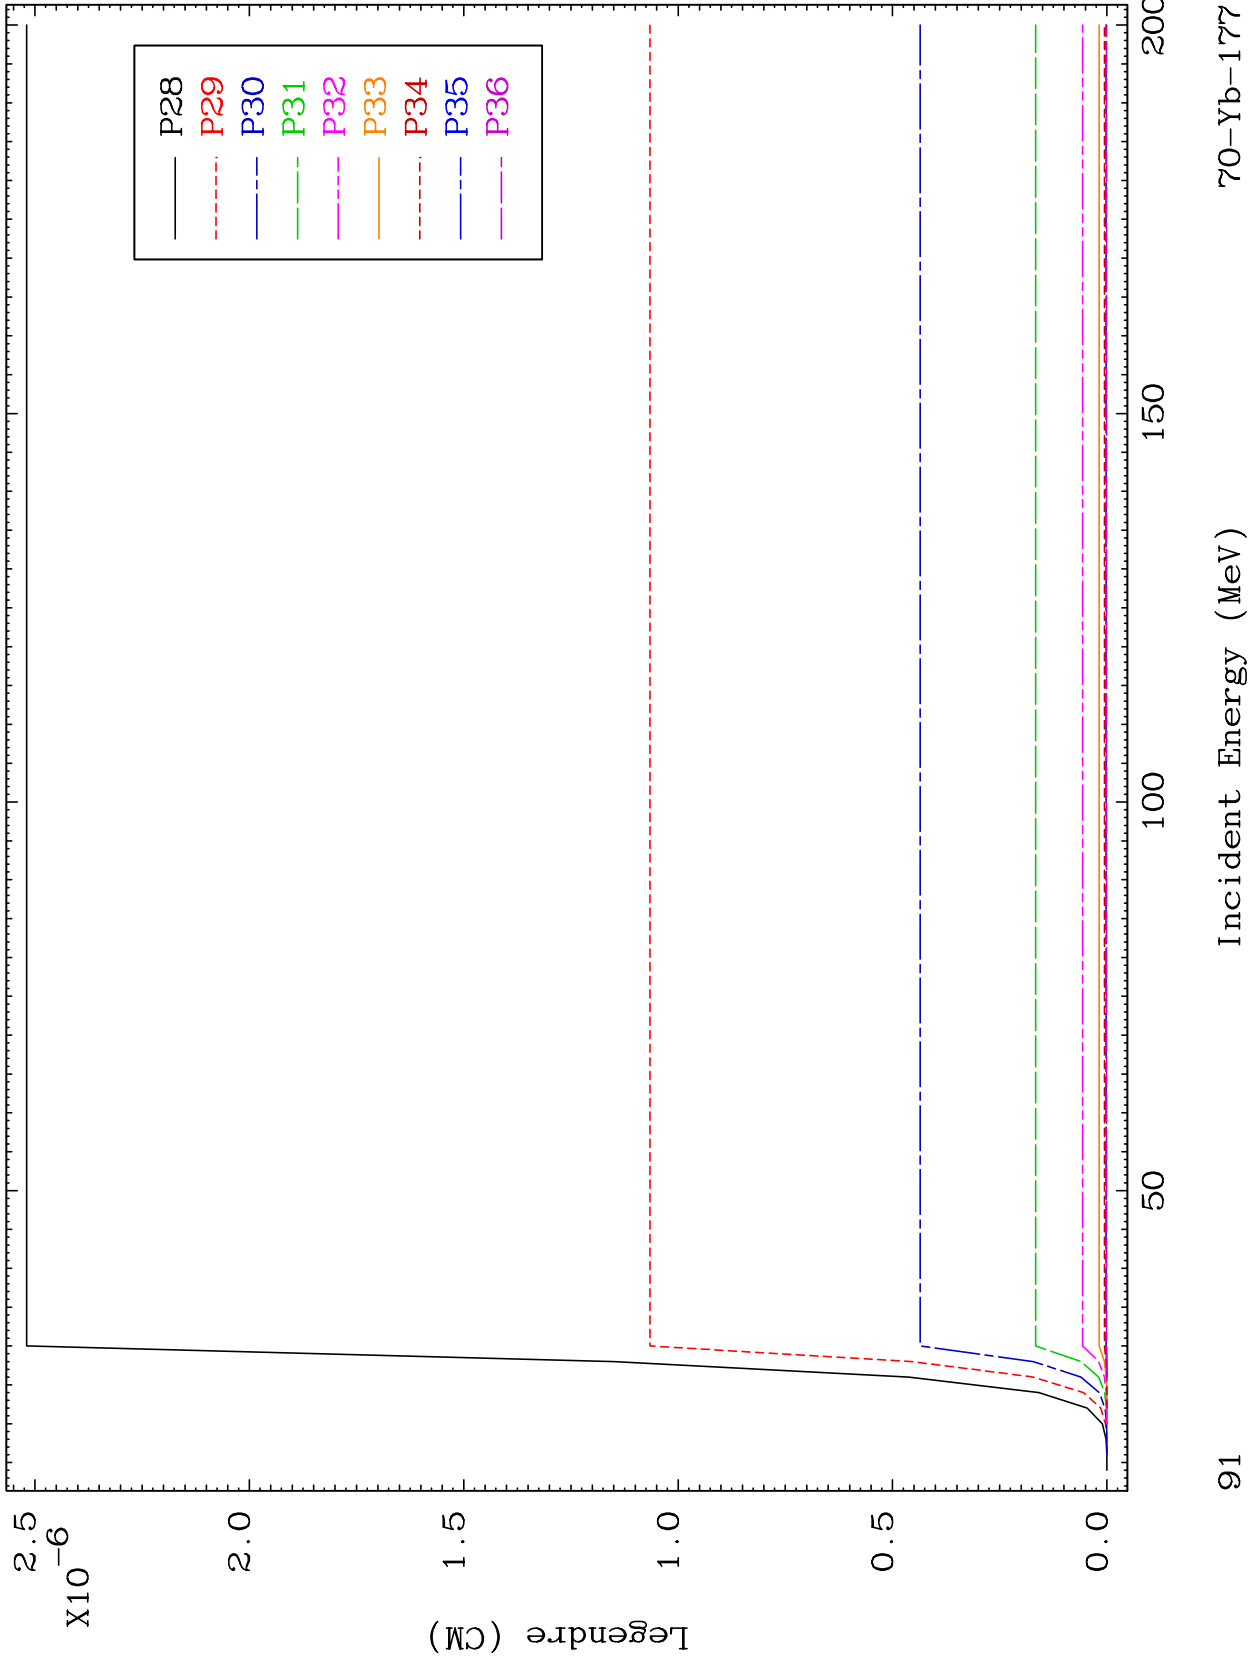 P28
P29
P30
P31
P32
P33
P34
P35
P36
2.5
X10
-6
2.0
1.5
1.0
0.5
0.0
Legendre (CM)
50
100
150
200
Incident Energy (MeV)
91
70-Yb-177